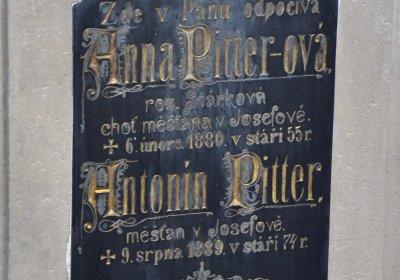 Zde v Pánu odpočívá
Anna Pitter-ová,
roz. Stárková
choť měšťana v Josefově.
+ 6. února 1880. v stáří 55 r.
Antonín Pitter,
měšťan v Josefově.
+ 9. srpna 1889. v stáří 74 r.